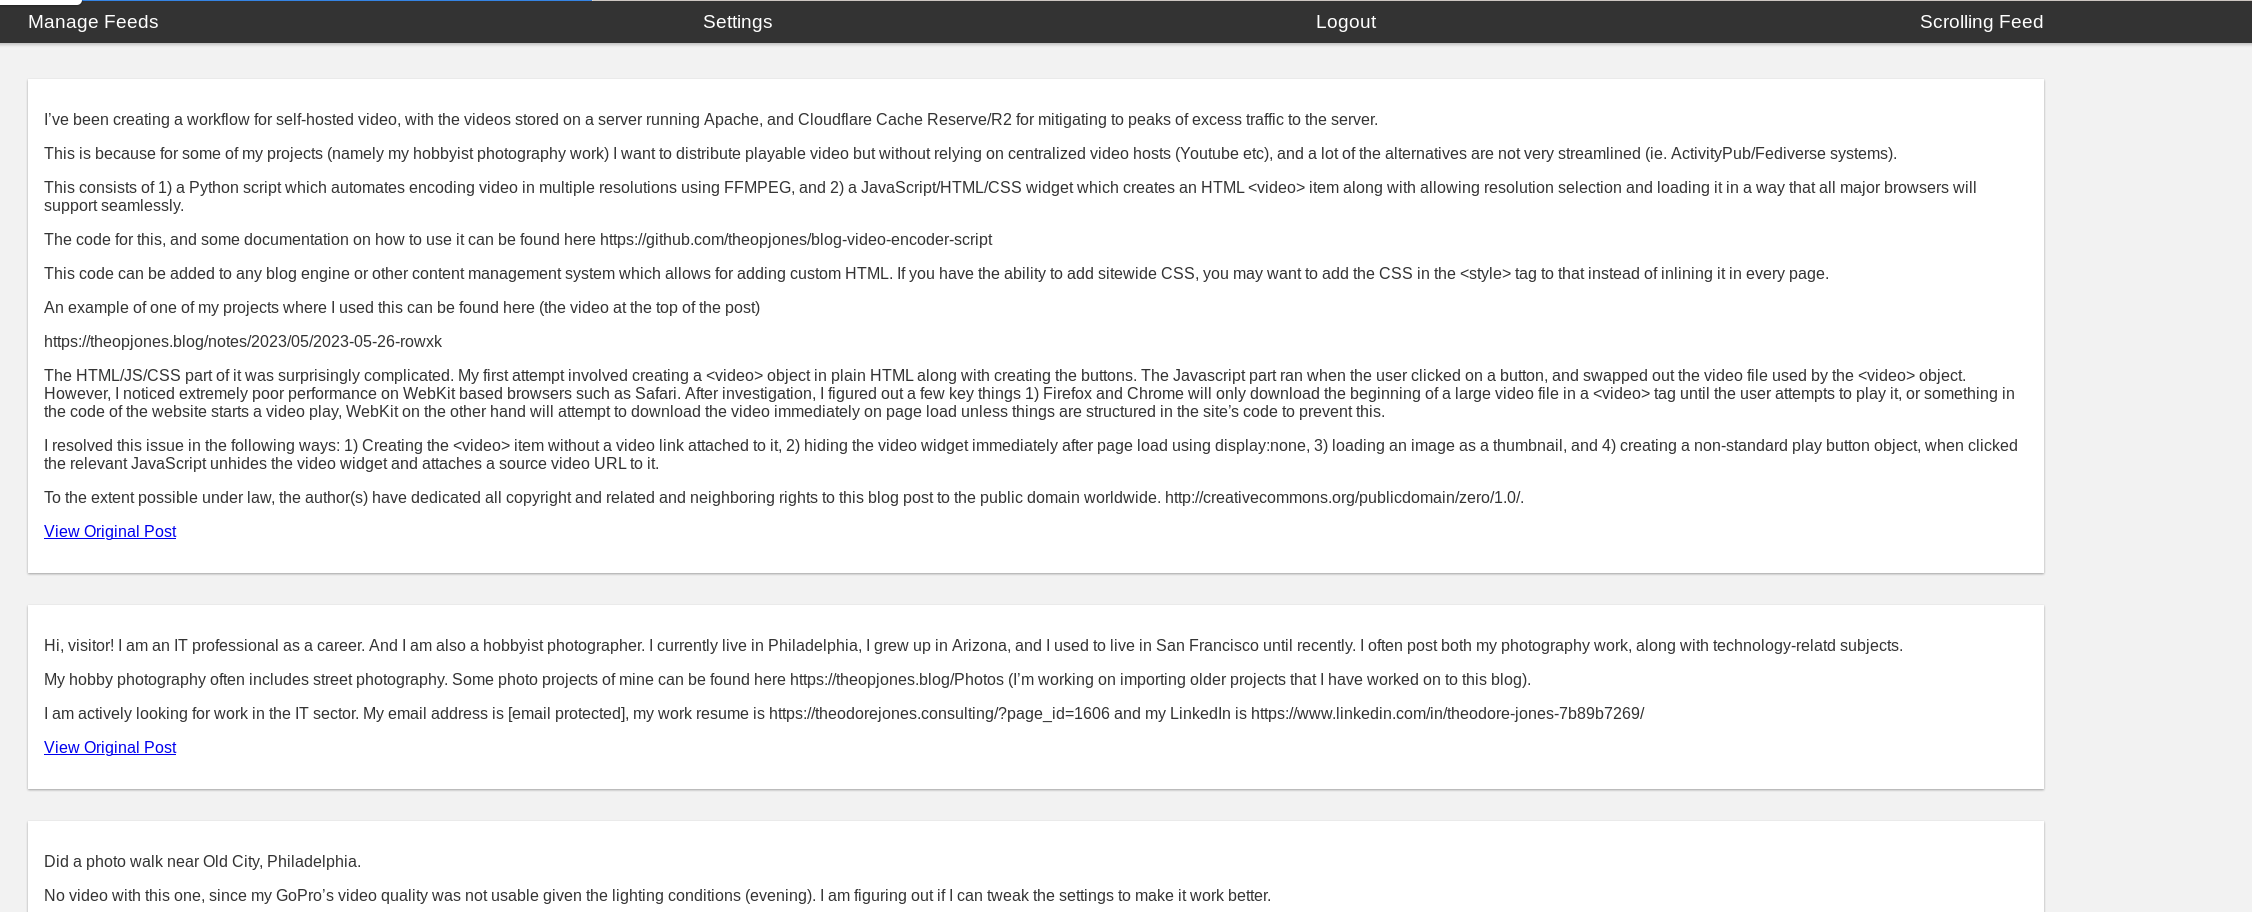 Manage Feeds Settings Logout Scrolling Feed
I’ve been creating a workflow for self-hosted video, with the videos stored on a server running Apache, and Cloudflare Cache Reserve/R2 for mitigating to peaks of excess traffic to the server.
This is because for some of my projects (namely my hobbyist photography work) I want to distribute playable video but without relying on centralized video hosts (Youtube etc), and a lot of the alternatives are not very streamlined (ie. ActivityPub/Fediverse systems).
This consists of 1) a Python script which automates encoding video in multiple resolutions using FFMPEG, and 2) a JavaScript/HTML/CSS widget which creates an HTML <video> item along with allowing resolution selection and loading it in a way that all major browsers will
support seamlessly.
The code for this, and some documentation on how to use it can be found here https://github.com/theopjones/blog-video-encoder-script
This code can be added to any blog engine or other content management system which allows for adding custom HTML. If you have the ability to add sitewide CSS, you may want to add the CSS in the <style> tag to that instead of inlining it in every page.
An example of one of my projects where I used this can be found here (the video at the top of the post)
https://theopjones.blog/notes/2023/05/2023-05-26-rowxk
The HTML/JS/CSS part of it was surprisingly complicated. My first attempt involved creating a <video> object in plain HTML along with creating the buttons. The Javascript part ran when the user clicked on a button, and swapped out the video file used by the <video> object.
However, I noticed extremely poor performance on WebKit based browsers such as Safari. After investigation, I figured out a few key things 1) Firefox and Chrome will only download the beginning of a large video file in a <video> tag until the user attempts to play it, or something in
the code of the website starts a video play, WebKit on the other hand will attempt to download the video immediately on page load unless things are structured in the site’s code to prevent this.
I resolved this issue in the following ways: 1) Creating the <video> item without a video link attached to it, 2) hiding the video widget immediately after page load using display:none, 3) loading an image as a thumbnail, and 4) creating a non-standard play button object, when clicked
the relevant JavaScript unhides the video widget and attaches a source video URL to it.
To the extent possible under law, the author(s) have dedicated all copyright and related and neighboring rights to this blog post to the public domain worldwide. http://creativecommons.org/publicdomain/zero/1.0/.
View Original Post
Hi, visitor! I am an IT professional as a career. And I am also a hobbyist photographer. I currently live in Philadelphia, I grew up in Arizona, and I used to live in San Francisco until recently. I often post both my photography work, along with technology-relatd subjects.
My hobby photography often includes street photography. Some photo projects of mine can be found here https://theopjones.blog/Photos (I’m working on importing older projects that I have worked on to this blog).
I am actively looking for work in the IT sector. My email address is [email protected], my work resume is https://theodorejones.consulting/?page_id=1606 and my LinkedIn is https://www.linkedin.com/in/theodore-jones-7b89b7269/
View Original Post
Did a photo walk near Old City, Philadelphia.
No video with this one, since my GoPro’s video quality was not usable given the lighting conditions (evening). I am figuring out if I can tweak the settings to make it work better.